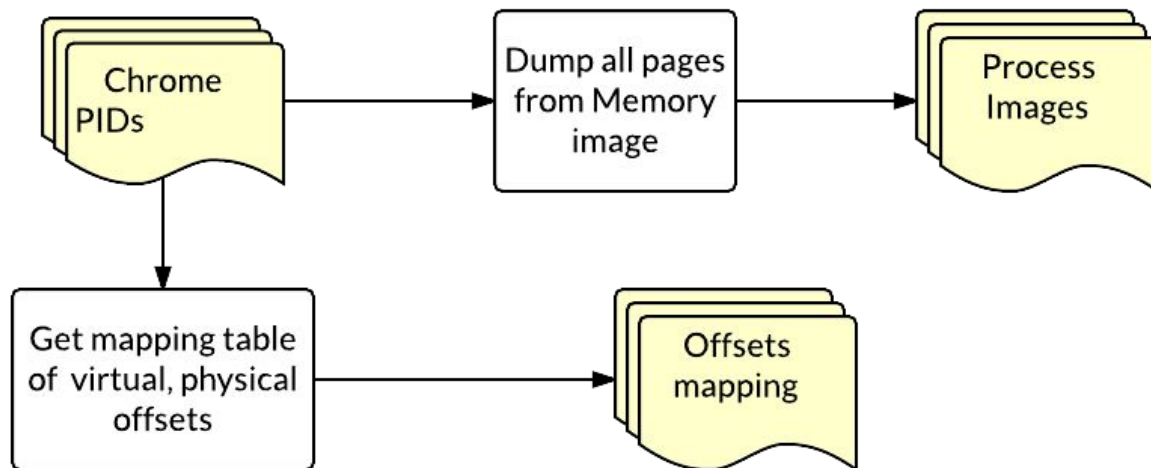 Chrome
PIDs
Dump all pages
from Memory
image
Process
Images
Get mapping table
of virtual, physical
offsets
Offsets
mapping